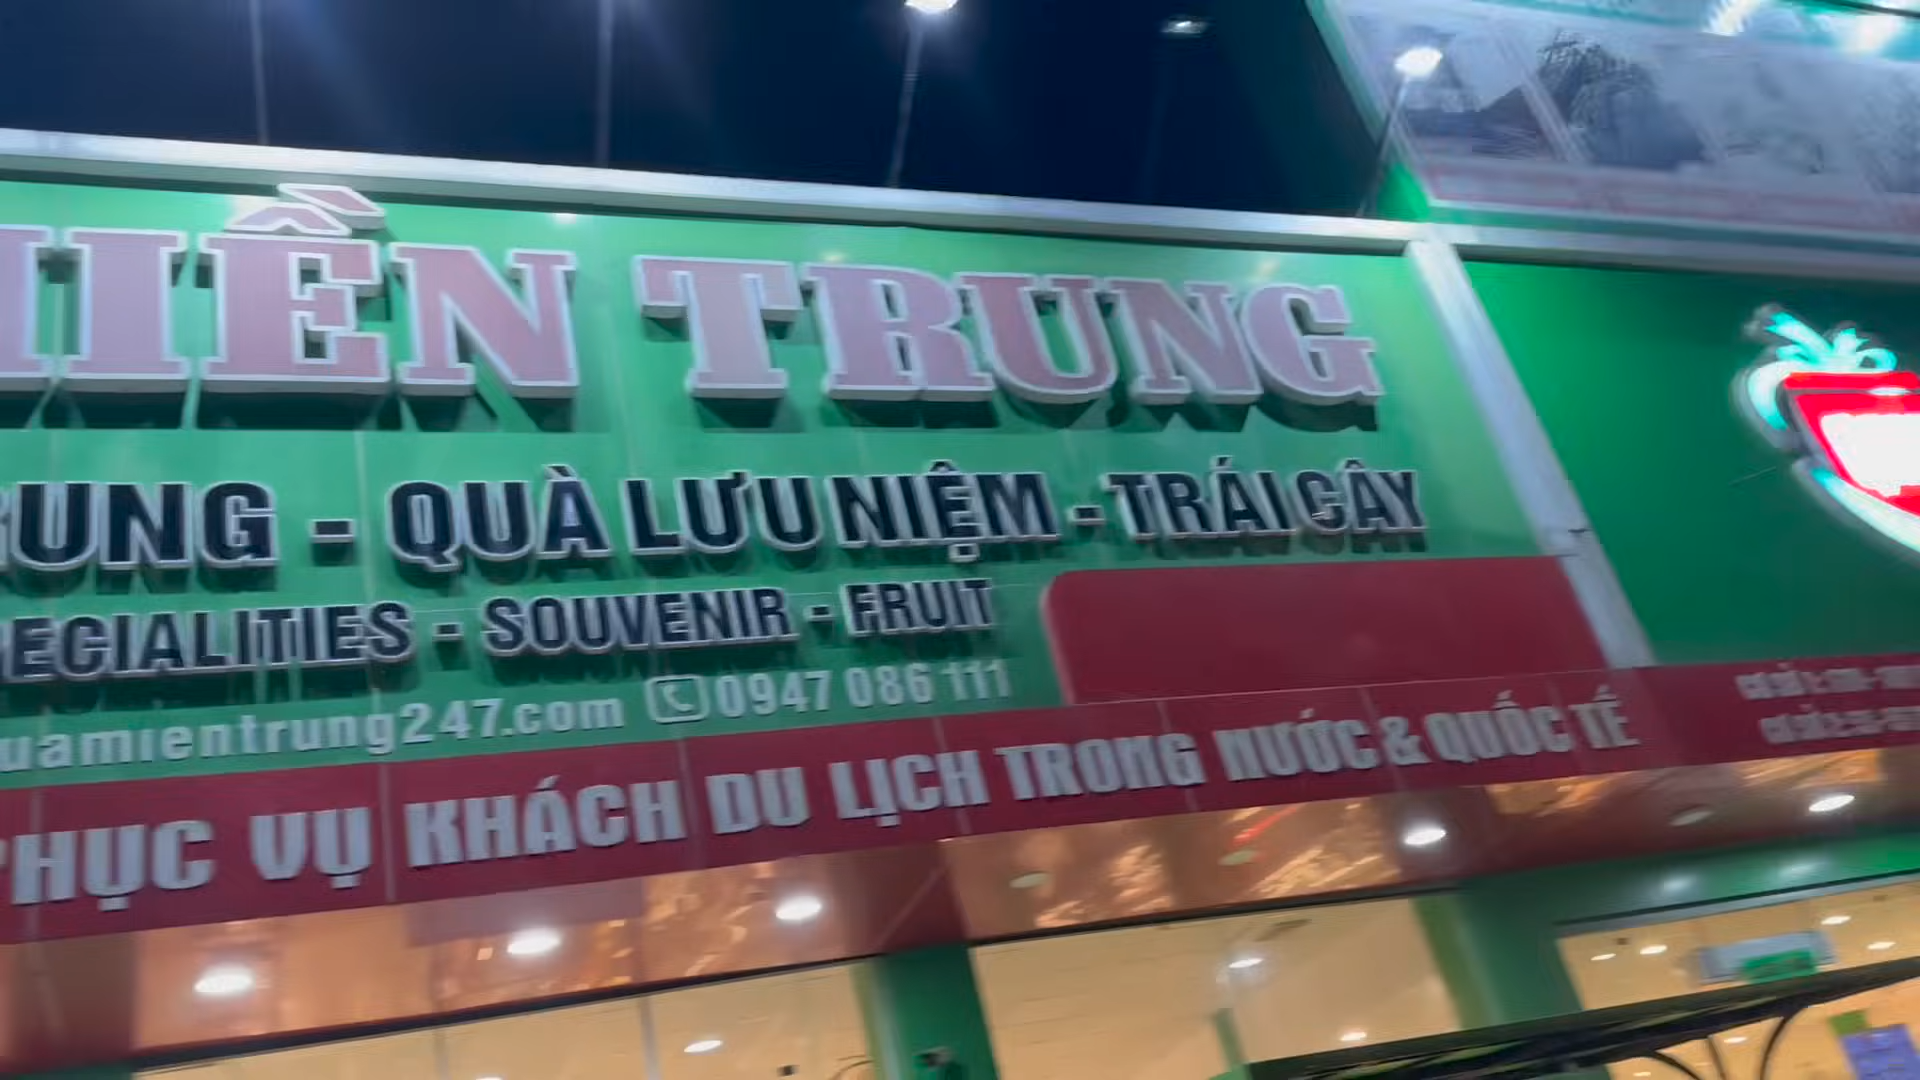 IỀN TRUNG
RUNG - QUÀ LƯU NIỆM - TRÁI CÂY
PECIALITIES - SOUVENIR - FRUIT
uamientrung247.com 0947 086 111
PHỤC VỤ KHÁCH DU LỊCH TRONG NƯỚC & QUỐC TẾ